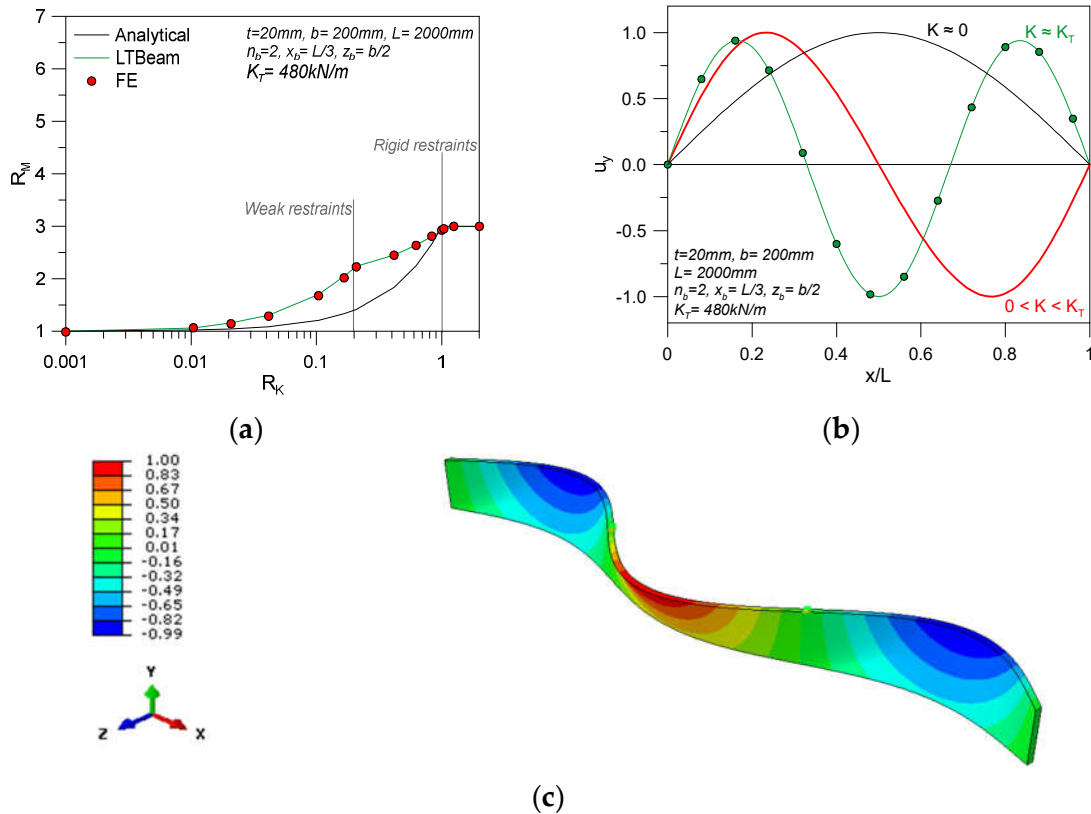 7
6
5
4
3
2
1
R_M
Analytical
LTBeam
FE
t=20mm, b= 200mm, L= 2000mm
n_b=2, x_b= L/3, z_b= b/2
K_T= 480kN/m
Rigid restraints
Weak restraints
0.001 0.01 0.1 1
R_K
(a)
1.0
0.5
0.0
-0.5
-1.0
u_y
K ≈ 0
K ≈ K_T
t=20mm, b= 200mm
L= 2000mm
n_b=2, x_b= L/3, z_b= b/2
K_T= 480kN/m
0 < K < K_T
0 0.2 0.4 0.6 0.8 1
x/L
(b)
1.00
0.83
0.67
0.50
0.34
0.17
0.01
-0.16
-0.32
-0.49
-0.65
-0.82
-0.99
Y
Z X
(c)